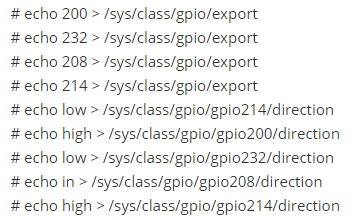 # echo 200 > /sys/class/gpio/export
# echo 232 > /sys/class/gpio/export
# echo 208 > /sys/class/gpio/export
# echo 214 > /sys/class/gpio/export
# echo low > /sys/class/gpio/gpio214/direction
# echo high > /sys/class/gpio/gpio200/direction
# echo low > /sys/class/gpio/gpio232/direction
# echo in > /sys/class/gpio/gpio208/direction
# echo high > /sys/class/gpio/gpio214/direction